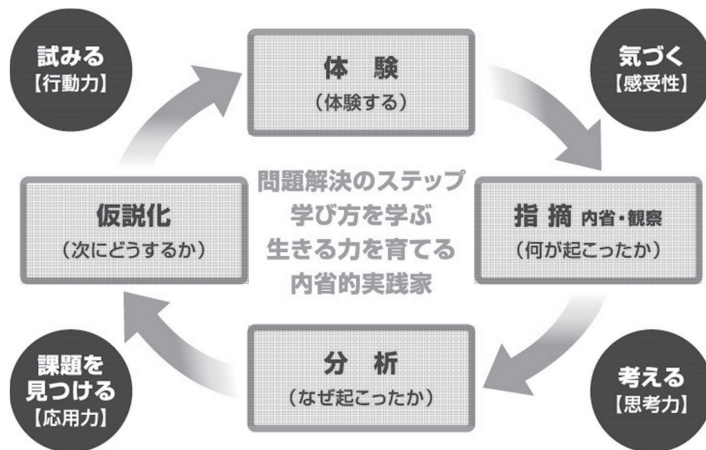 試みる
【行動力】
体 験
（体験する）
気づく
【感受性】
仮説化
（次にどうするか）
問題解決のステップ
学び方を学ぶ
生きる力を育てる
内省的実践家
指 摘 内省・観察
（何が起こったか）
課題を
見つける
【応用力】
分 析
（なぜ起こったか）
考える
【思考力】